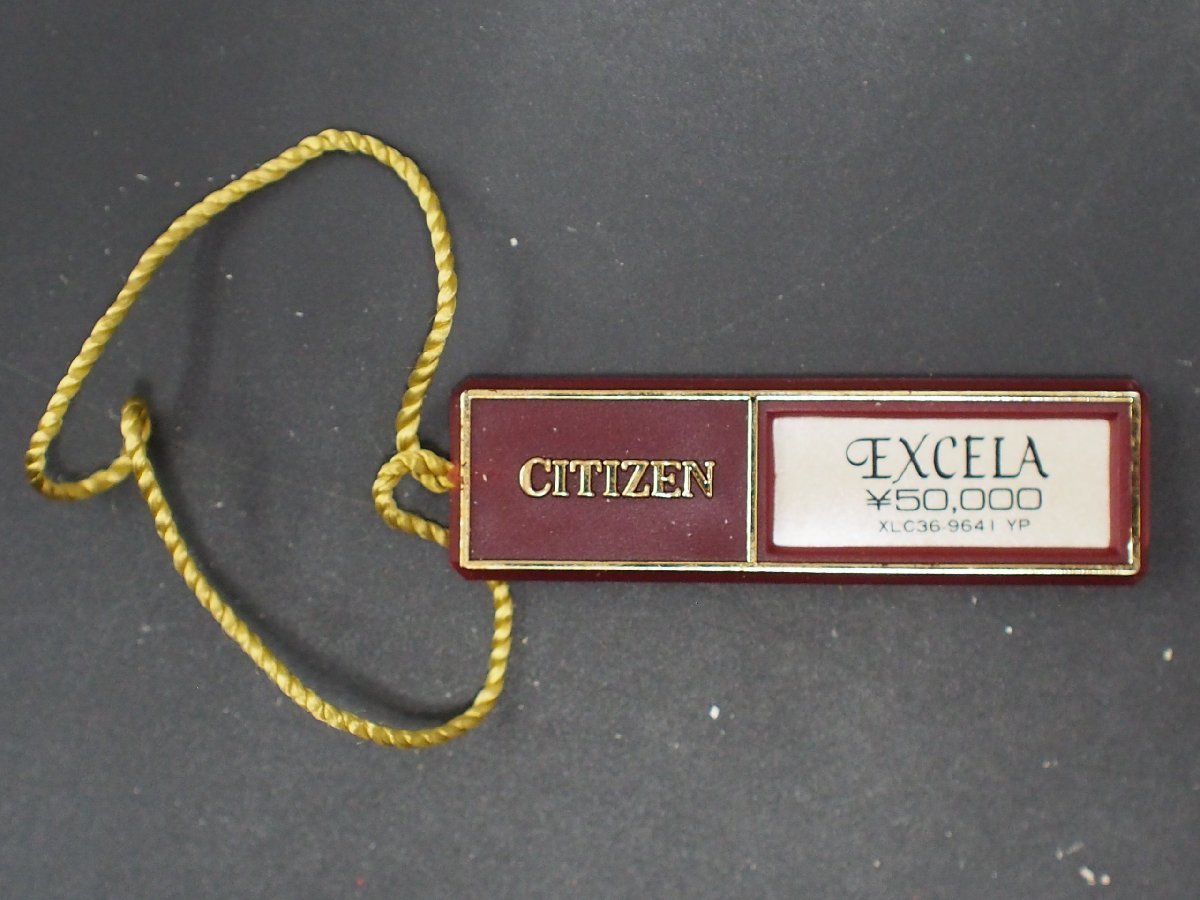 CITIZEN
EXCELA
¥50,000
XLC36-9641 YP